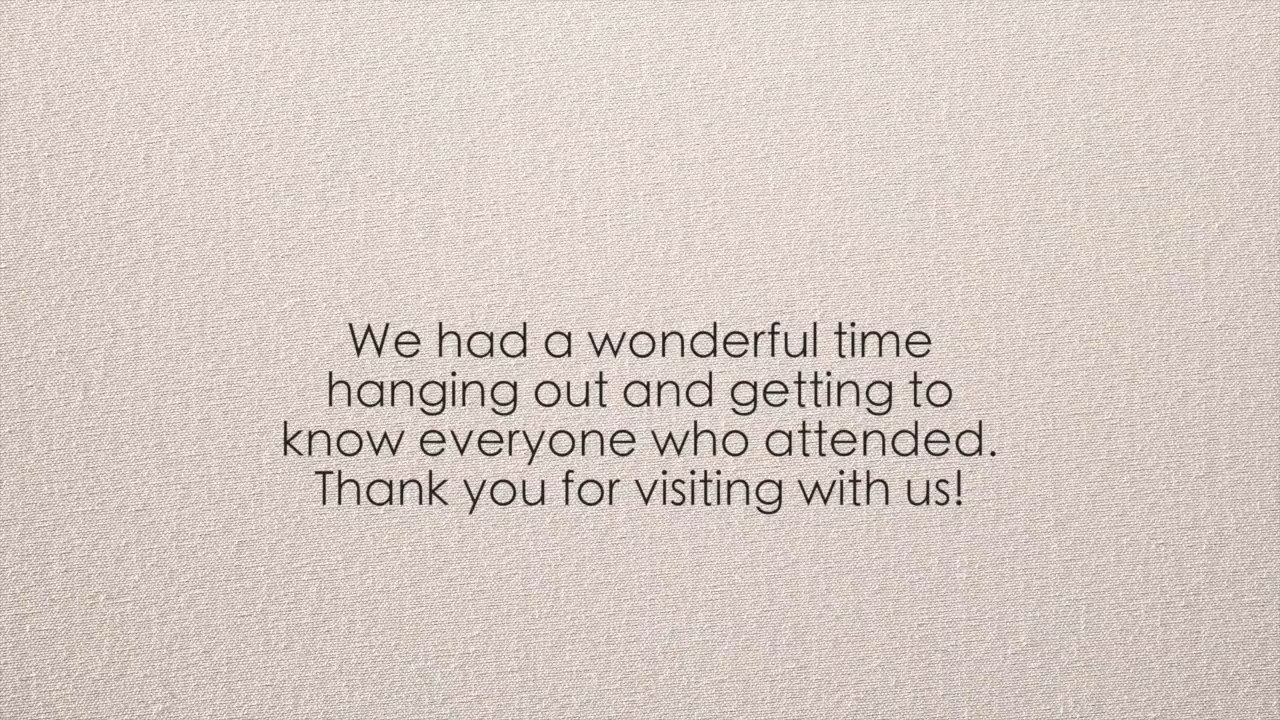 We had a wonderful time
hanging out and getting to
know everyone who attended.
Thank you for visiting with us!